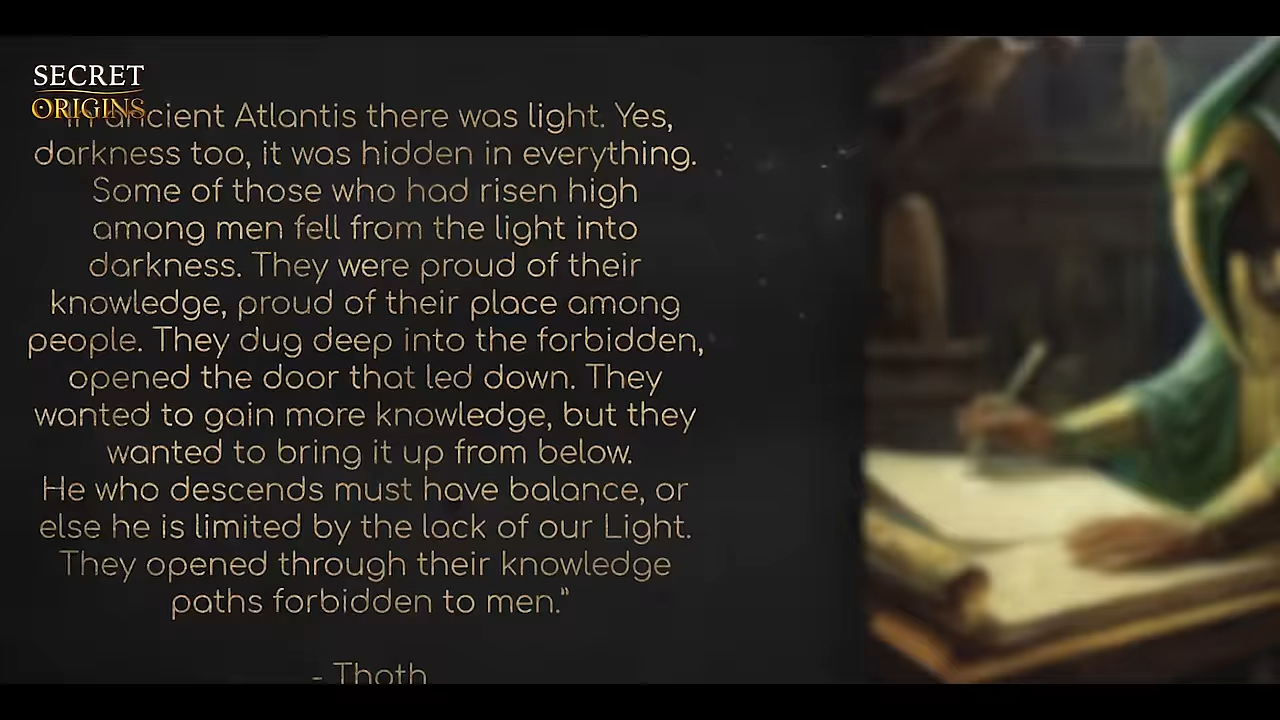 SECRET
ORIGINS
In ancient Atlantis there was light. Yes,
darkness too, it was hidden in everything.
Some of those who had risen high
among men fell from the light into
darkness. They were proud of their
knowledge, proud of their place among
people. They dug deep into the forbidden,
opened the door that led down. They
wanted to gain more knowledge, but they
wanted to bring it up from below.
He who descends must have balance, or
else he is limited by the lack of our Light.
They opened through their knowledge
paths forbidden to men.”
- Thoth